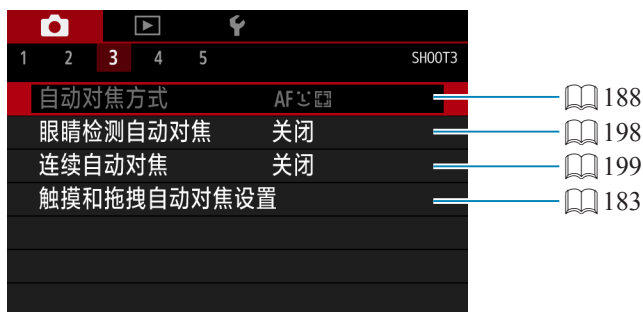 1 2 3 4 5 SHOOT3
自动对焦方式 AF 188
眼睛检测自动对焦 关闭 198
连续自动对焦 关闭 199
触摸和拖拽自动对焦设置 183